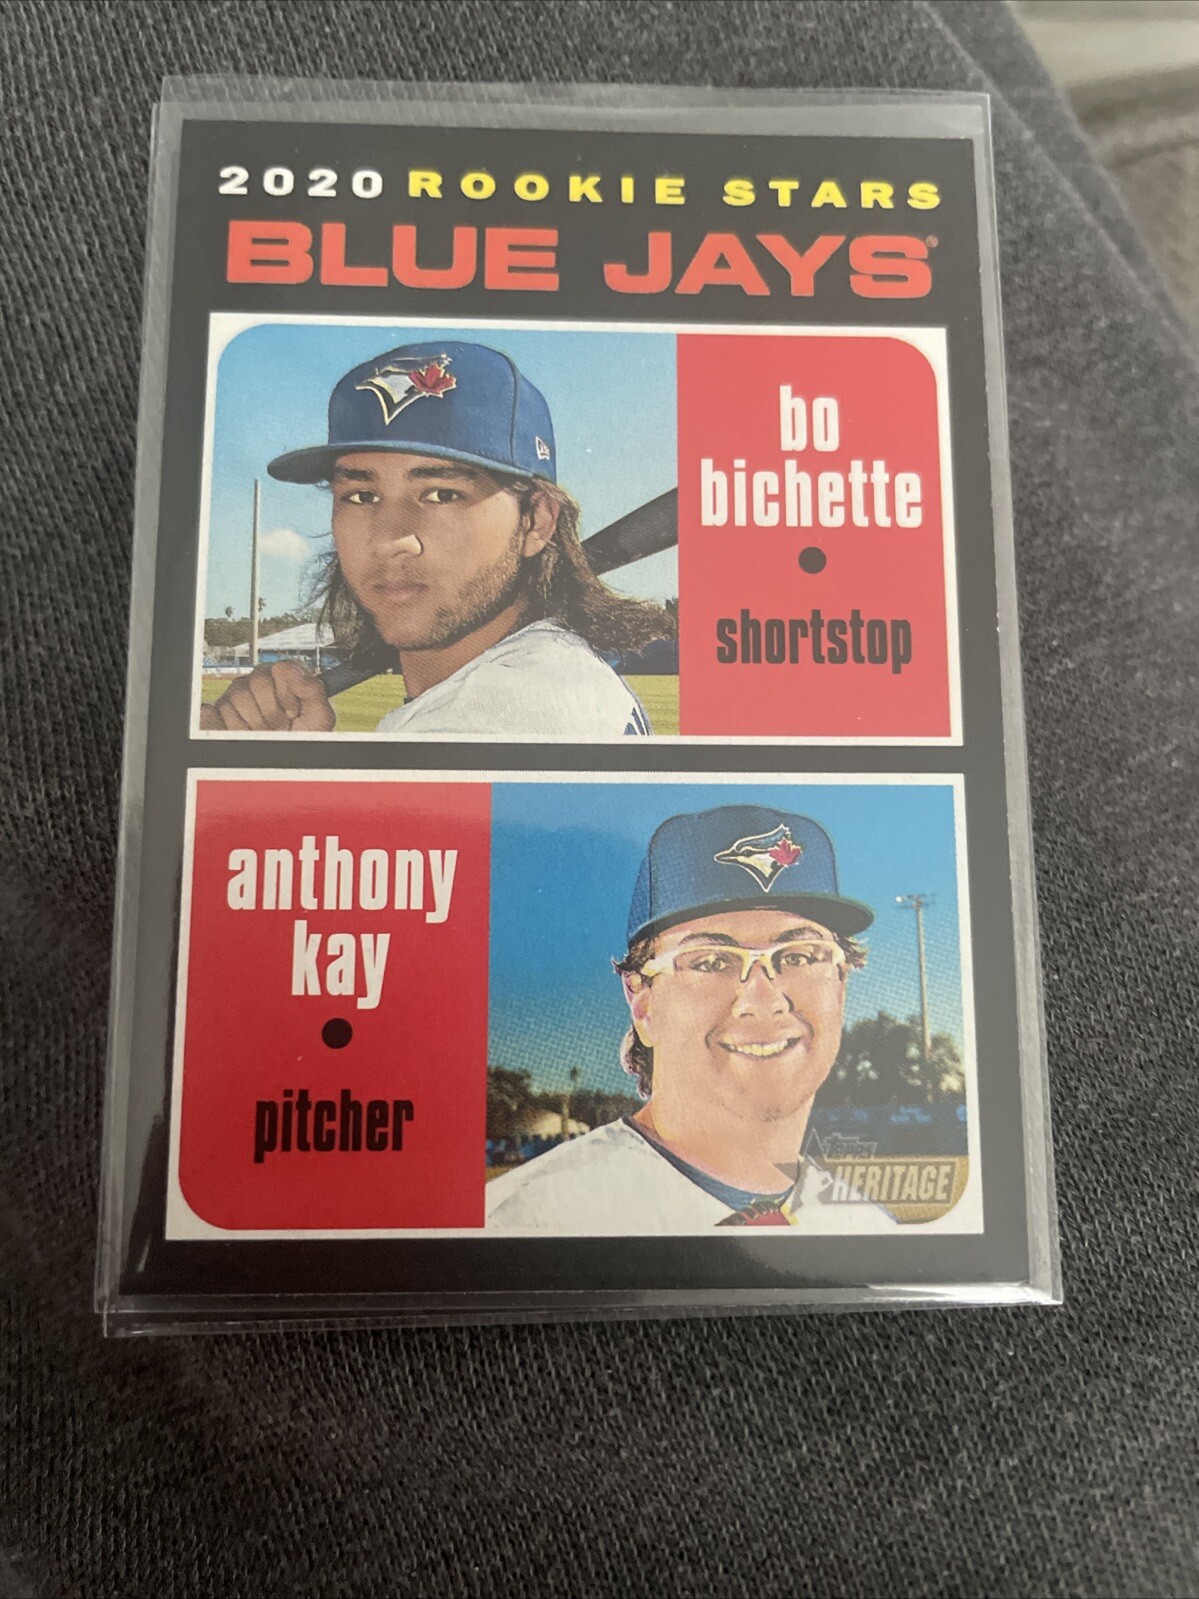 2020 ROOKIE STARS
BLUE JAYS®
bo
bichette
shortstop
anthony
kay
pitcher
TOPPS
HERITAGE